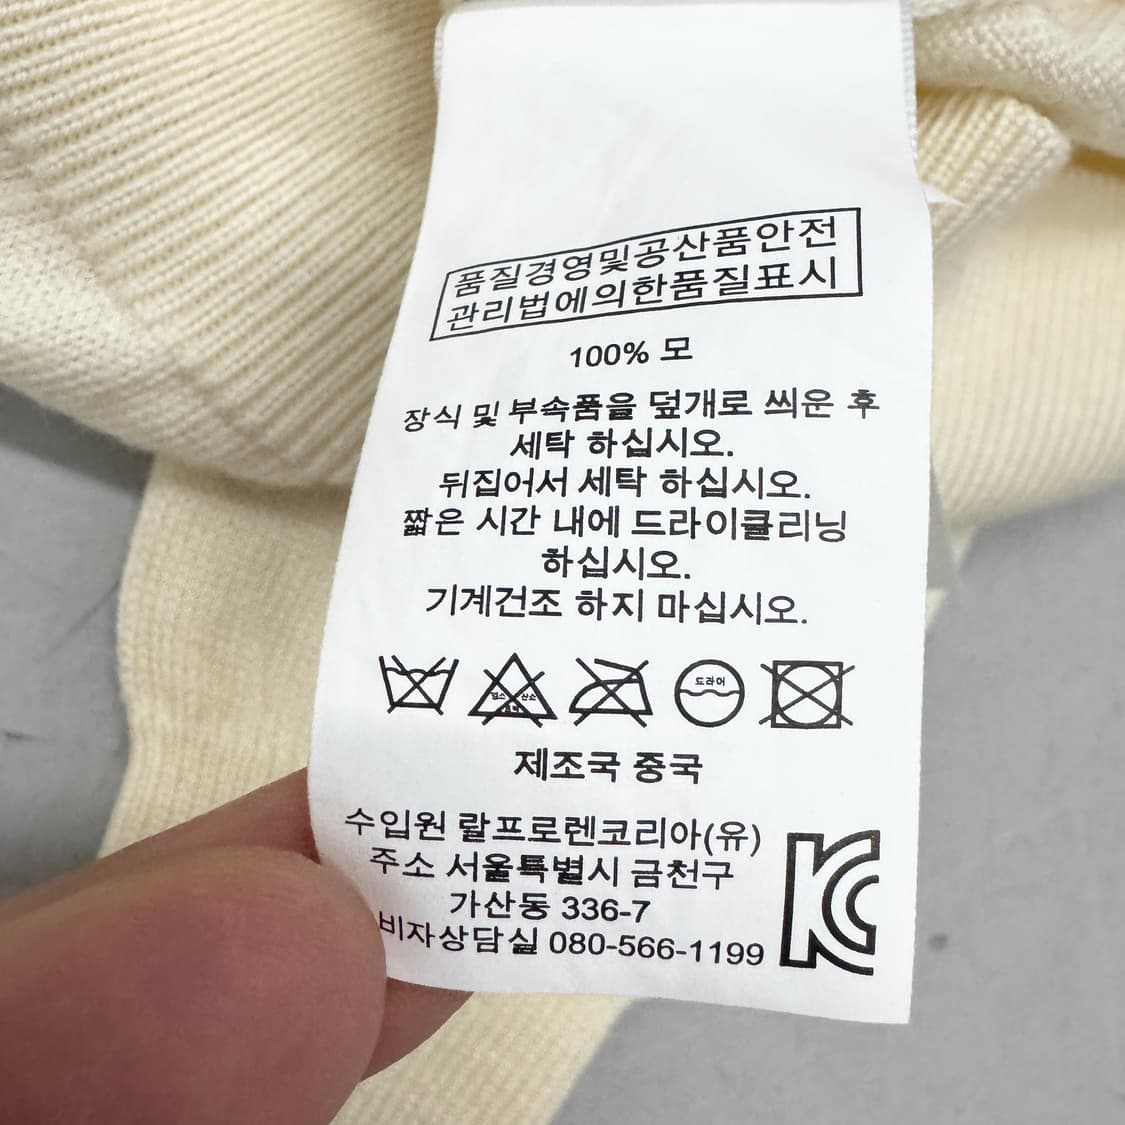 품질경영및공산품안전
관리법에의한품질표시
100% 모
장식 및 부속품을 덮개로 씌운 후
세탁 하십시오.
뒤집어서 세탁 하십시오.
짧은 시간 내에 드라이클리닝
하십시오.
기계건조 하지 마십시오.
드라이
제조국 중국
수입원 랄프로렌코리아(유)
주소 서울특별시 금천구
가산동 336-7
비자상담실 080-566-1199